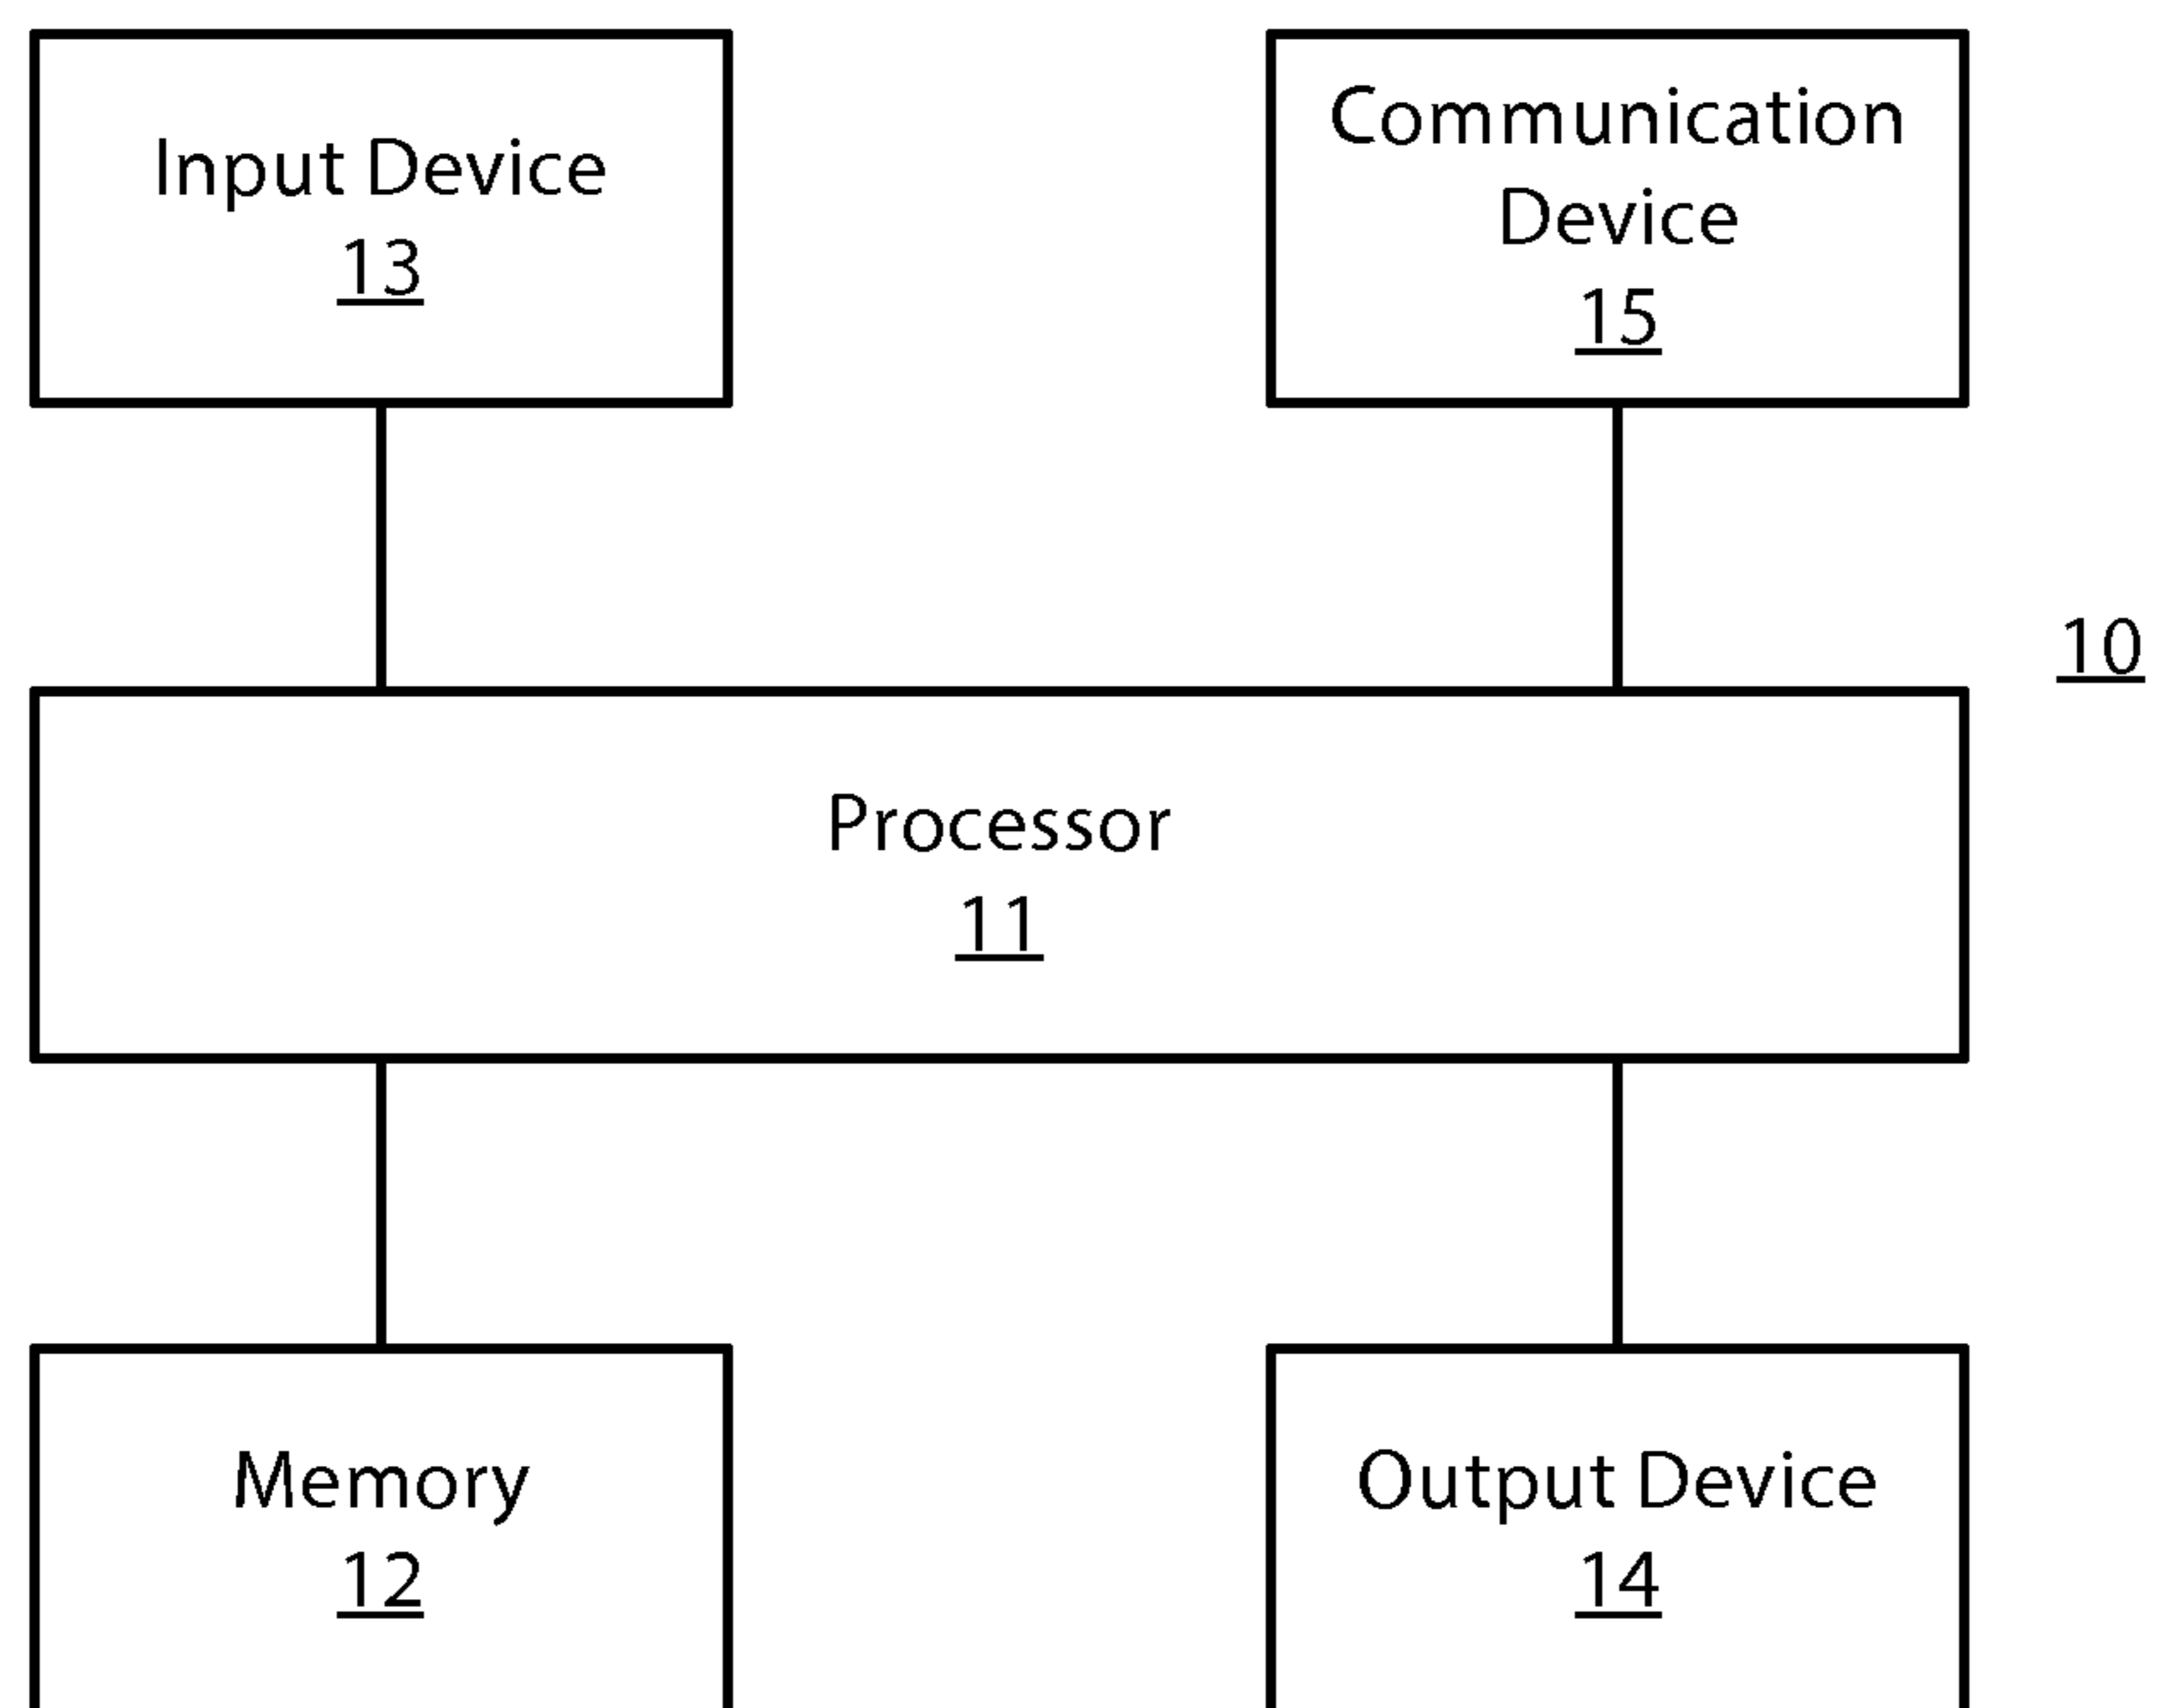 Input Device
13
Communication
Device
15
10
Processor
11
Memory
12
Output Device
14